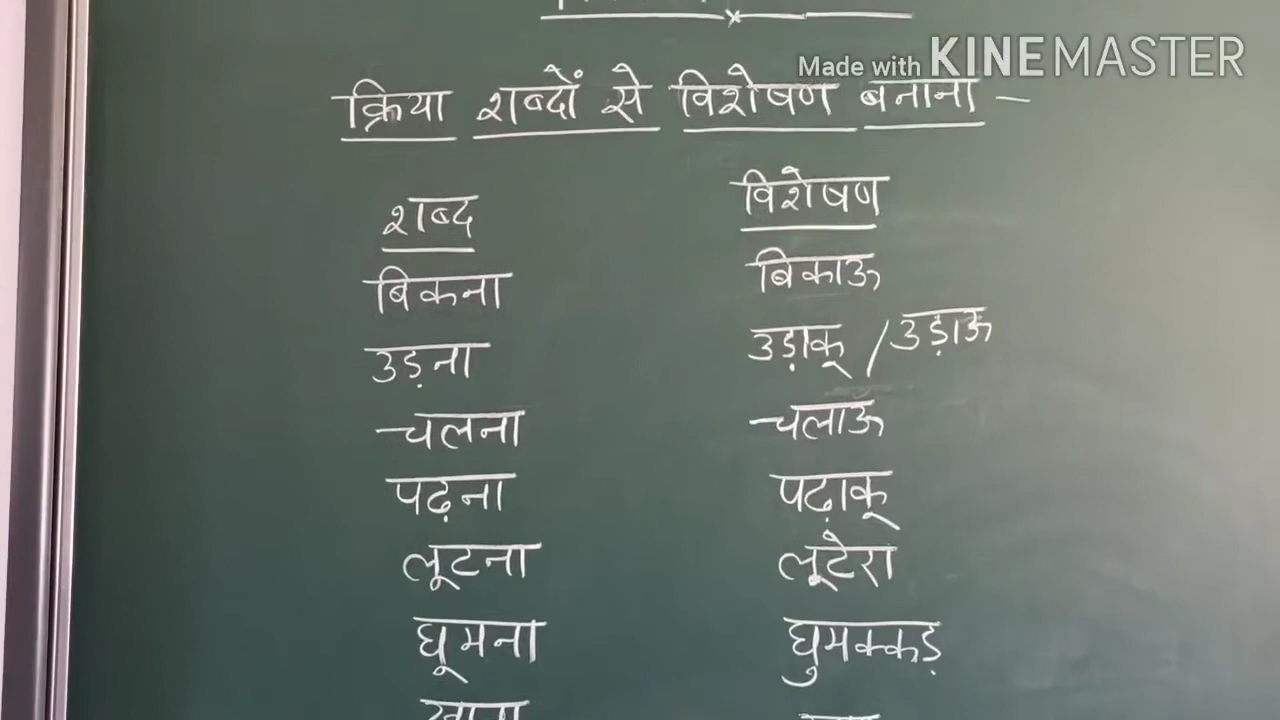 Made with KINEMASTER
क्रिया शब्दों से विशेषण बनाना –
शब्द विशेषण
बिकना बिकाऊ
उड़ना उड़ाकू / उड़ाऊ
चलना चलाऊ
पढ़ना पढ़ाकू
लूटना लूटेरा
घूमना घुमक्कड़